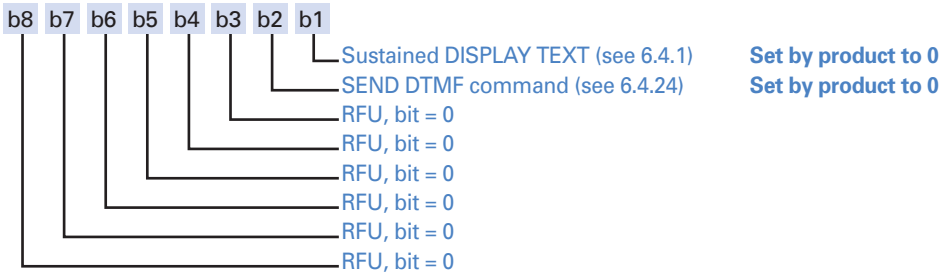 b8 b7 b6 b5 b4 b3 b2 b1
Sustained DISPLAY TEXT (see 6.4.1) Set by product to 0
SEND DTMF command (see 6.4.24) Set by product to 0
RFU, bit = 0
RFU, bit = 0
RFU, bit = 0
RFU, bit = 0
RFU, bit = 0
RFU, bit = 0